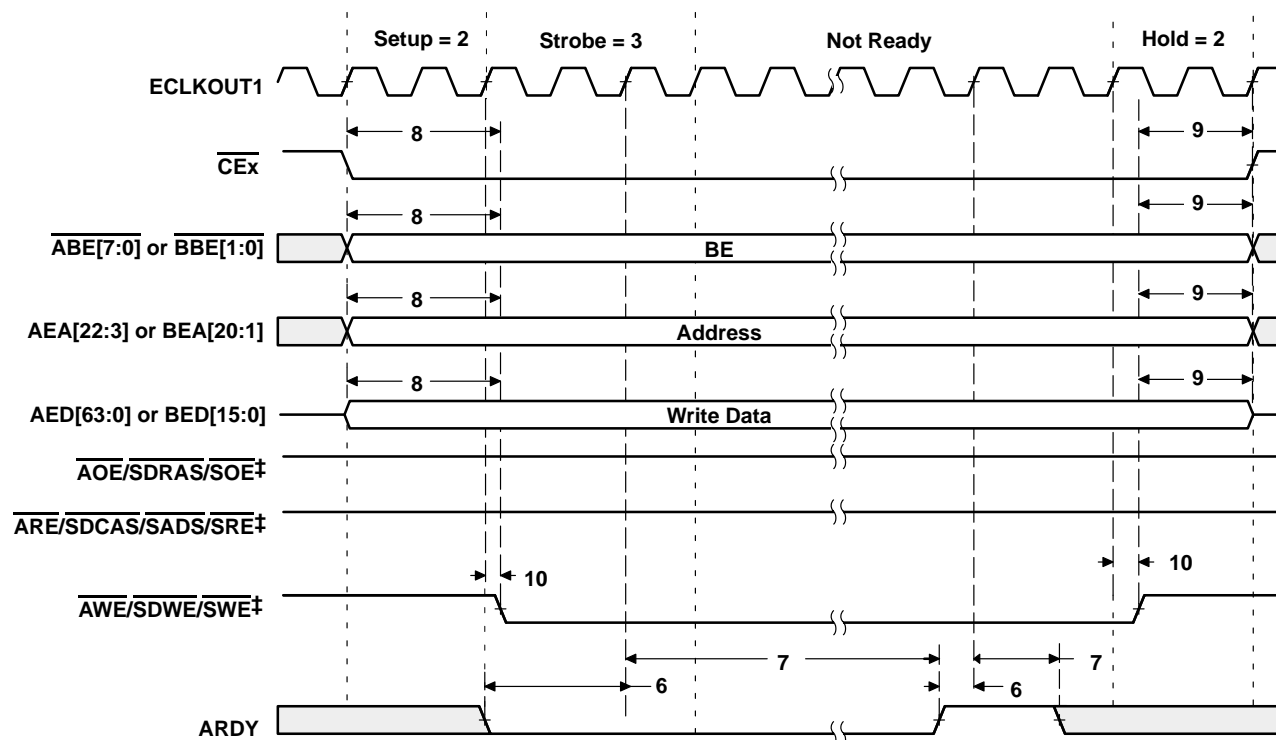 Setup = 2 Strobe = 3 Not Ready Hold = 2
ECLKOUT1
8 9
CEx
8 9
ABE[7:0] or BBE[1:0] BE
8 9
AEA[22:3] or BEA[20:1] Address
8 9
AED[63:0] or BED[15:0] Write Data
AOE/SDRAS/SOE‡
ARE/SDCAS/SADS/SRE‡
10 10
AWE/SDWE/SWE‡
7 7
6 6
ARDY